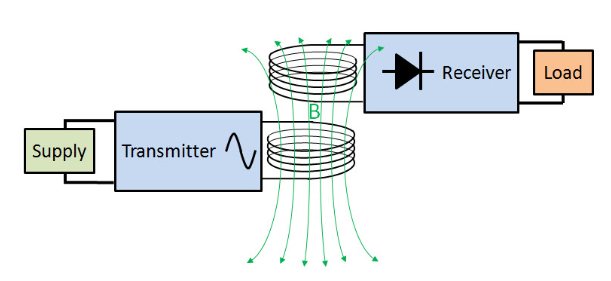 Receiver
Load
B
Supply
Transmitter